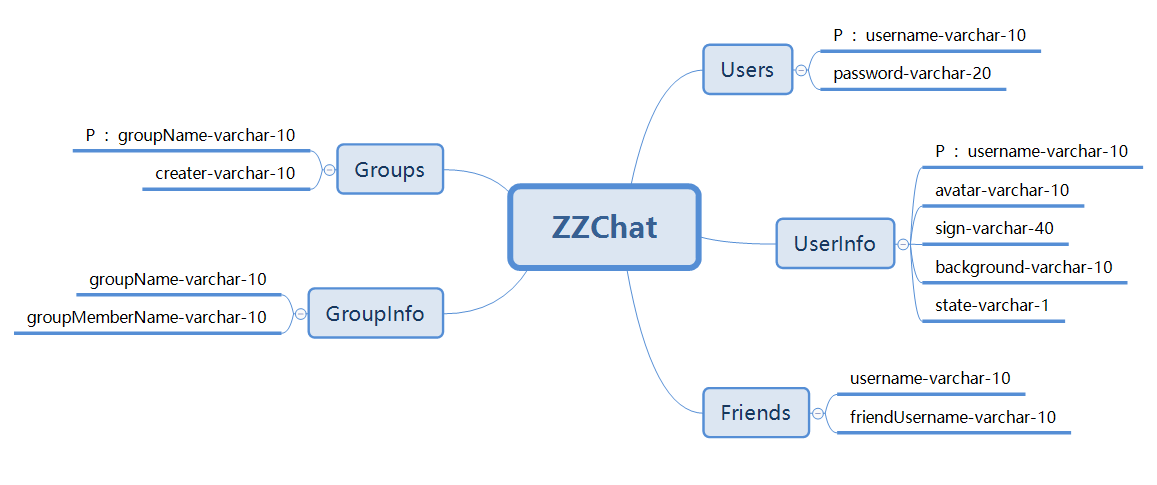 ZZChat
Users
P : username-varchar-10
password-varchar-20
UserInfo
P : username-varchar-10
avatar-varchar-10
sign-varchar-40
background-varchar-10
state-varchar-1
Friends
username-varchar-10
friendUsername-varchar-10
Groups
P : groupName-varchar-10
creater-varchar-10
GroupInfo
groupName-varchar-10
groupMemberName-varchar-10